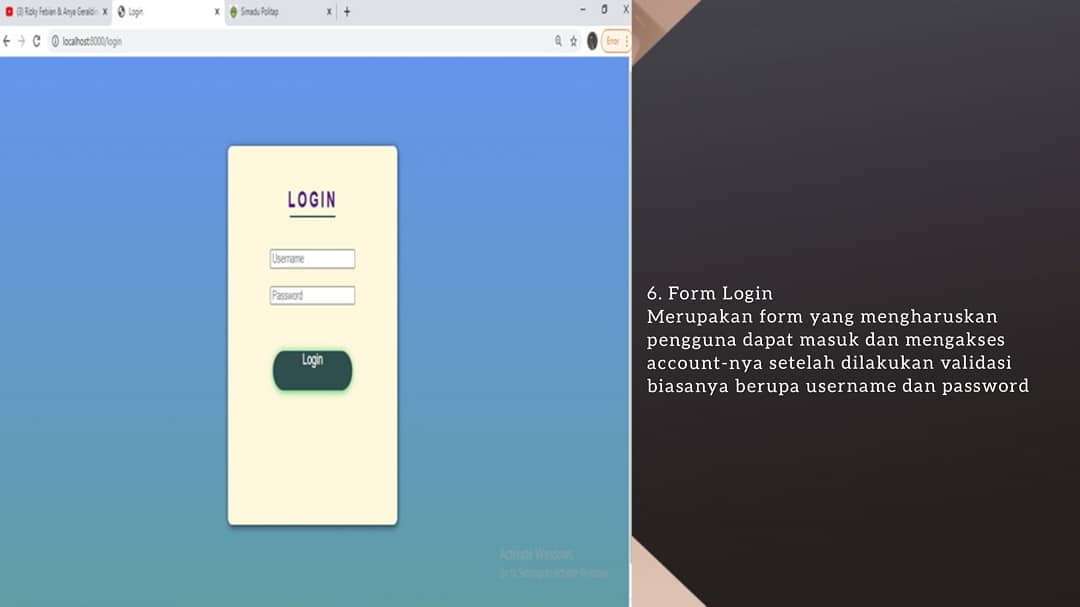 (3) Rizky Febian & Anya Geraldin
Login
Simadu Politap
localhost:8000/login
Error
LOGIN
Username
Password
Login
Activate Windows
Go to Settings to activate Windows.
6. Form Login
Merupakan form yang mengharuskan
pengguna dapat masuk dan mengakses
account-nya setelah dilakukan validasi
biasanya berupa username dan password